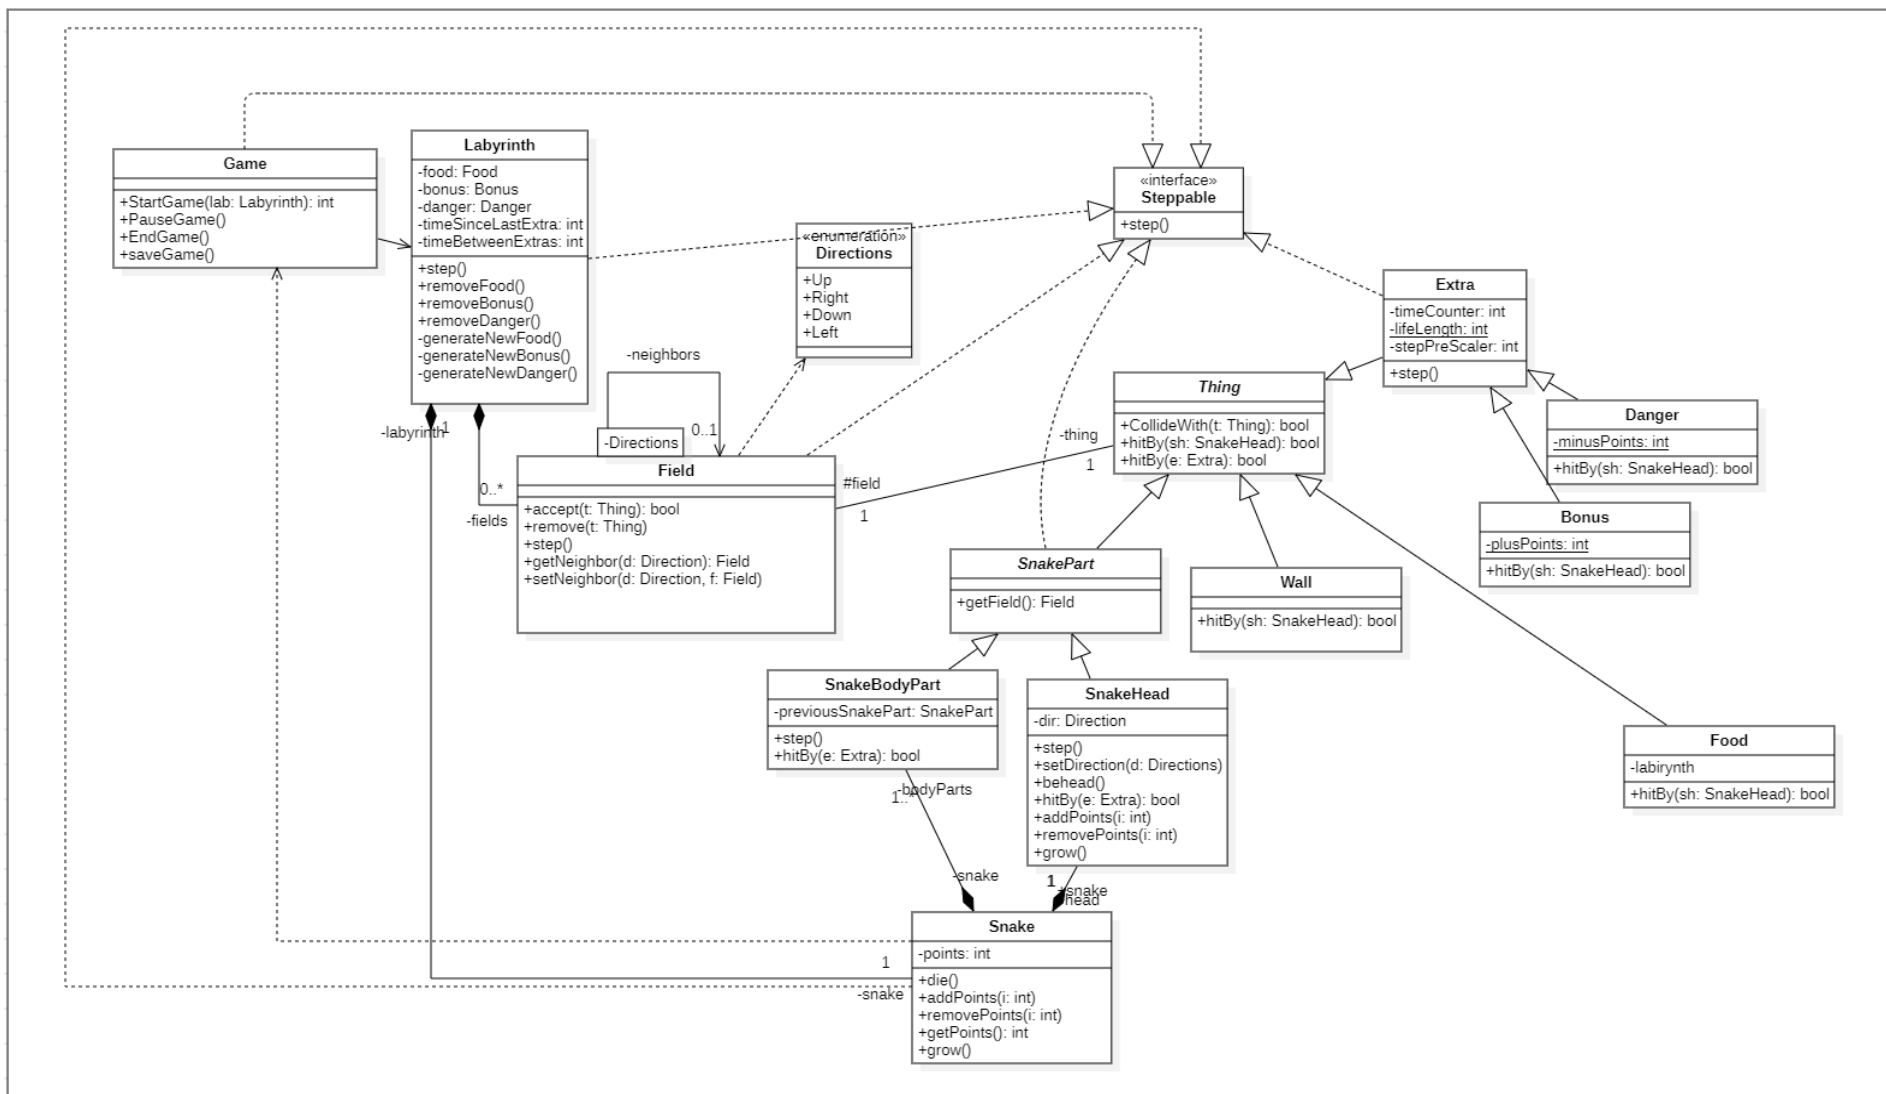 Game
+StartGame(lab: Labyrinth): int
+PauseGame()
+EndGame()
+saveGame()
Labyrinth
-food: Food
-bonus: Bonus
-danger: Danger
-timeSinceLastExtra: int
-timeBetweenExtras: int
+step()
+removeFood()
+removeBonus()
+removeDanger()
-generateNewFood()
-generateNewBonus()
-generateNewDanger()
«enumeration»
Directions
+Up
+Right
+Down
+Left
«interface»
Steppable
+step()
Extra
-timeCounter: int
-lifeLength: int
-stepPreScaler: int
+step()
Thing
+CollideWith(t: Thing): bool
+hitBy(sh: SnakeHead): bool
+hitBy(e: Extra): bool
Danger
-minusPoints: int
+hitBy(sh: SnakeHead): bool
Bonus
-plusPoints: int
+hitBy(sh: SnakeHead): bool
-neighbors
-Directions
0..1
-labyrinth
1
0..*
-fields
Field
+accept(t: Thing): bool
+remove(t: Thing)
+step()
+getNeighbor(d: Direction): Field
+setNeighbor(d: Direction, f: Field)
#field
1
-thing
1
SnakePart
+getField(): Field
Wall
+hitBy(sh: SnakeHead): bool
SnakeBodyPart
-previousSnakePart: SnakePart
+step()
+hitBy(e: Extra): bool
SnakeHead
-dir: Direction
+step()
+setDirection(d: Directions)
+behead()
+hitBy(e: Extra): bool
+addPoints(i: int)
+removePoints(i: int)
+grow()
Food
-labirynth
+hitBy(sh: SnakeHead): bool
-bodyParts
1..*
-snake
1
+snake
head
Snake
-points: int
+die()
+addPoints(i: int)
+removePoints(i: int)
+getPoints(): int
+grow()
1
-snake